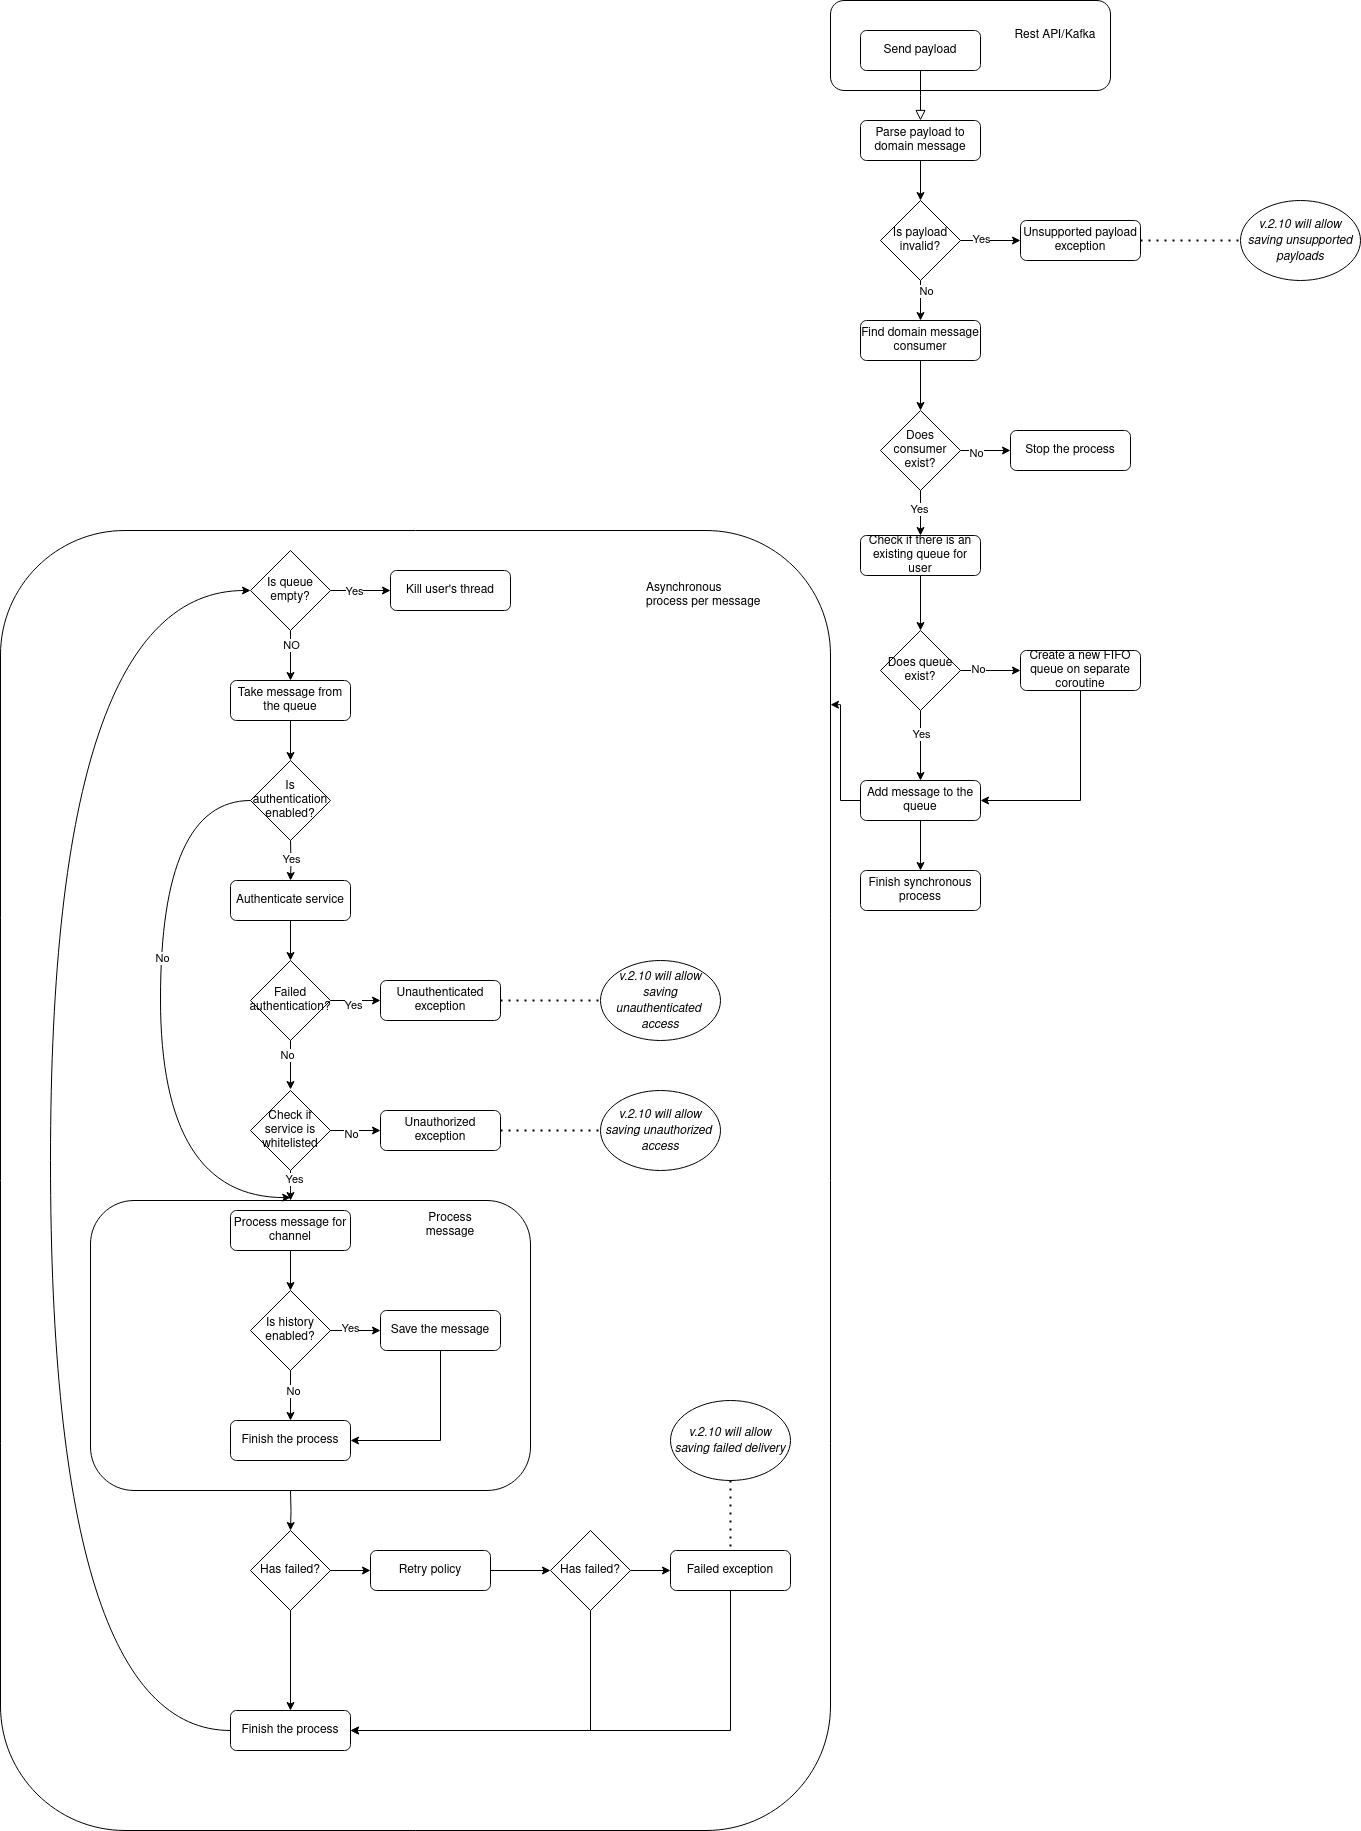 Send payload
Rest API/Kafka
Parse payload to
domain message
Is payload
invalid?
Yes
Unsupported payload
exception
v.2.10 will allow
saving unsupported
payloads
No
Find domain message
consumer
Does
consumer
exist?
No
Stop the process
Yes
Check if there is an
existing queue for
user
Does queue
exist?
No
Create a new FIFO
queue on separate
coroutine
Yes
Add message to the
queue
Finish synchronous
process
Asynchronous
process per message
Is queue
empty?
Yes
Kill user's thread
NO
Take message from
the queue
Is
authentication
enabled?
Yes
No
Authenticate service
Failed
authentication?
Yes
Unauthenticated
exception
v.2.10 will allow
saving
unauthenticated
access
No
Check if
service is
whitelisted
No
Unauthorized
exception
v.2.10 will allow
saving unauthorized
access
Yes
Process message for
channel
Process
message
Is history
enabled?
Yes
Save the message
No
Finish the process
v.2.10 will allow
saving failed delivery
Has failed?
Retry policy
Has failed?
Failed exception
Finish the process